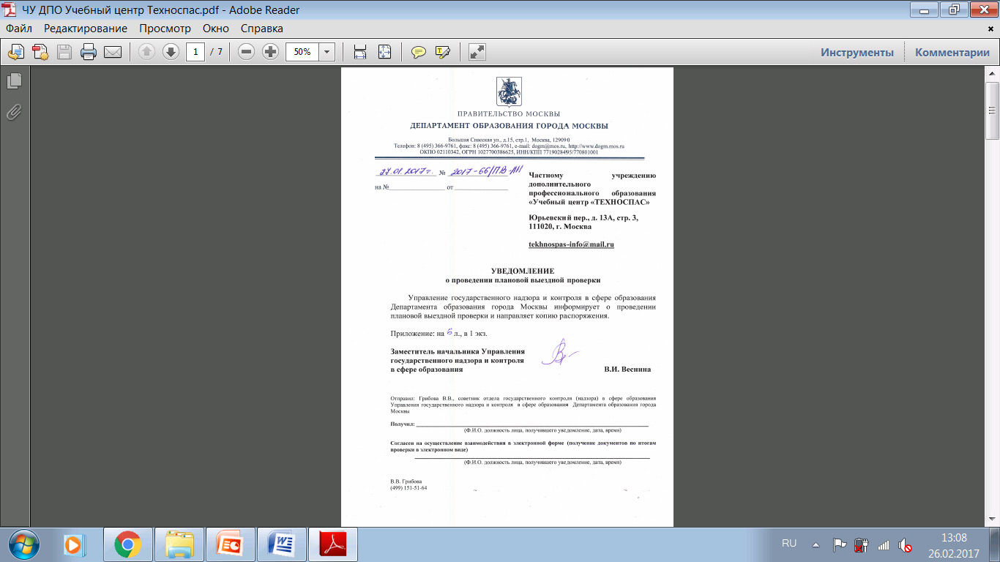 ЧУ ДПО Учебный центр Техноспас.pdf - Adobe Reader
Файл Редактирование Просмотр Окно Справка
1 / 7 50% Инструменты Комментарии
ПРАВИТЕЛЬСТВО МОСКВЫ
ДЕПАРТАМЕНТ ОБРАЗОВАНИЯ ГОРОДА МОСКВЫ
Большая Спасская ул., д.15, стр.1, Москва, 129090
Телефон: 8 (495) 366-9761, факс: 8 (495) 366-9761, e-mail: dogm@mos.ru, http://www.dogm.mos.ru
ОКПО 02110342, ОГРН 1027700386625, ИНН/КПП 7719028495/770801001
27.01.2017г. № 2017-66/ПВ-ЛН
на № от
Частному учреждению
дополнительного
профессионального образования
«Учебный центр «ТЕХНОСПАС»
Юрьевский пер., д. 13А, стр. 3,
111020, г. Москва
tekhnospas-info@mail.ru
УВЕДОМЛЕНИЕ
о проведении плановой выездной проверки
Управление государственного надзора и контроля в сфере образования
Департамента образования города Москвы информирует о проведении
плановой выездной проверки и направляет копию распоряжения.
Приложение: на 6 л., в 1 экз.
Заместитель начальника Управления
государственного надзора и контроля
в сфере образования В.И. Веснина
Отправил: Грибова В.В., советник отдела государственного контроля (надзора) в сфере образования
Управления государственного надзора и контроля в сфере образования Департамента образования города
Москвы
Получил:
(Ф.И.О. должность лица, получившего уведомление, дата, время)
Согласен на осуществление взаимодействия в электронной форме (получение документов по итогам
проверки в электронном виде)
(Ф.И.О. должность лица, получившего уведомление, дата, время)
В.В. Грибова
(499) 151-51-64
RU 13:08
26.02.2017